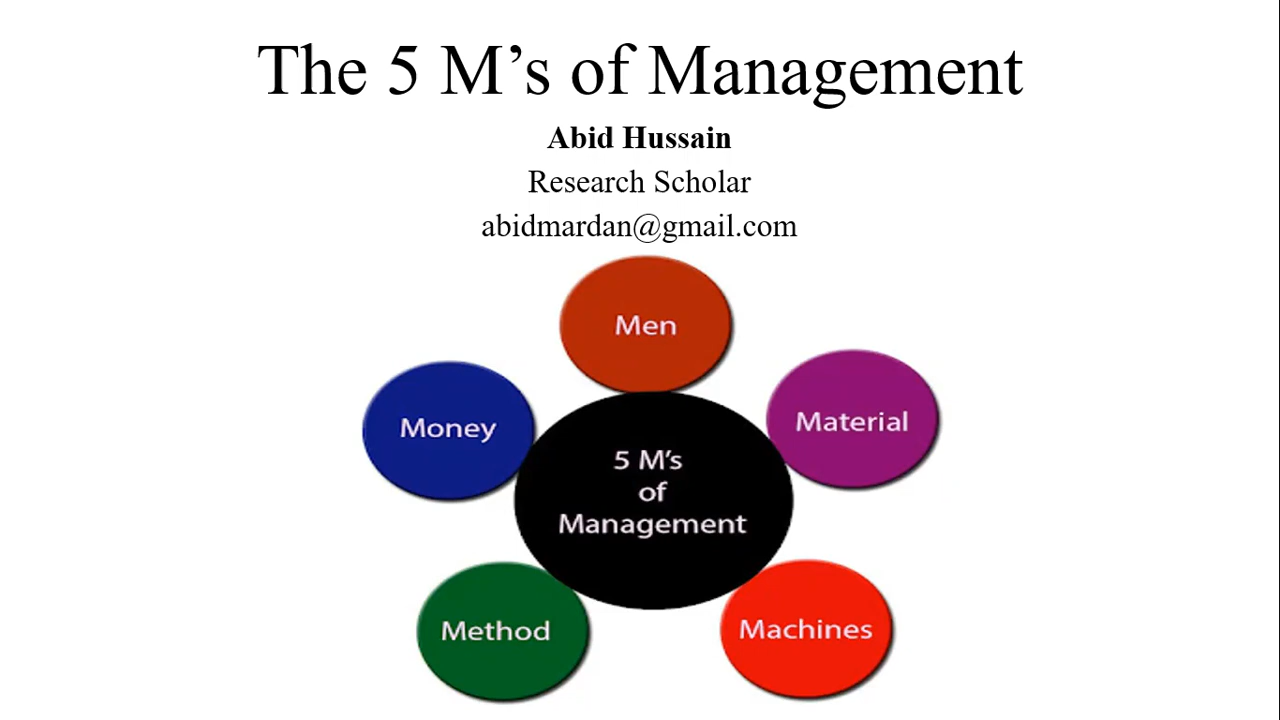 The 5 M’s of Management
Abid Hussain
Research Scholar
abidmardan@gmail.com
Men
Money
Material
5 M’s
of
Management
Method
Machines